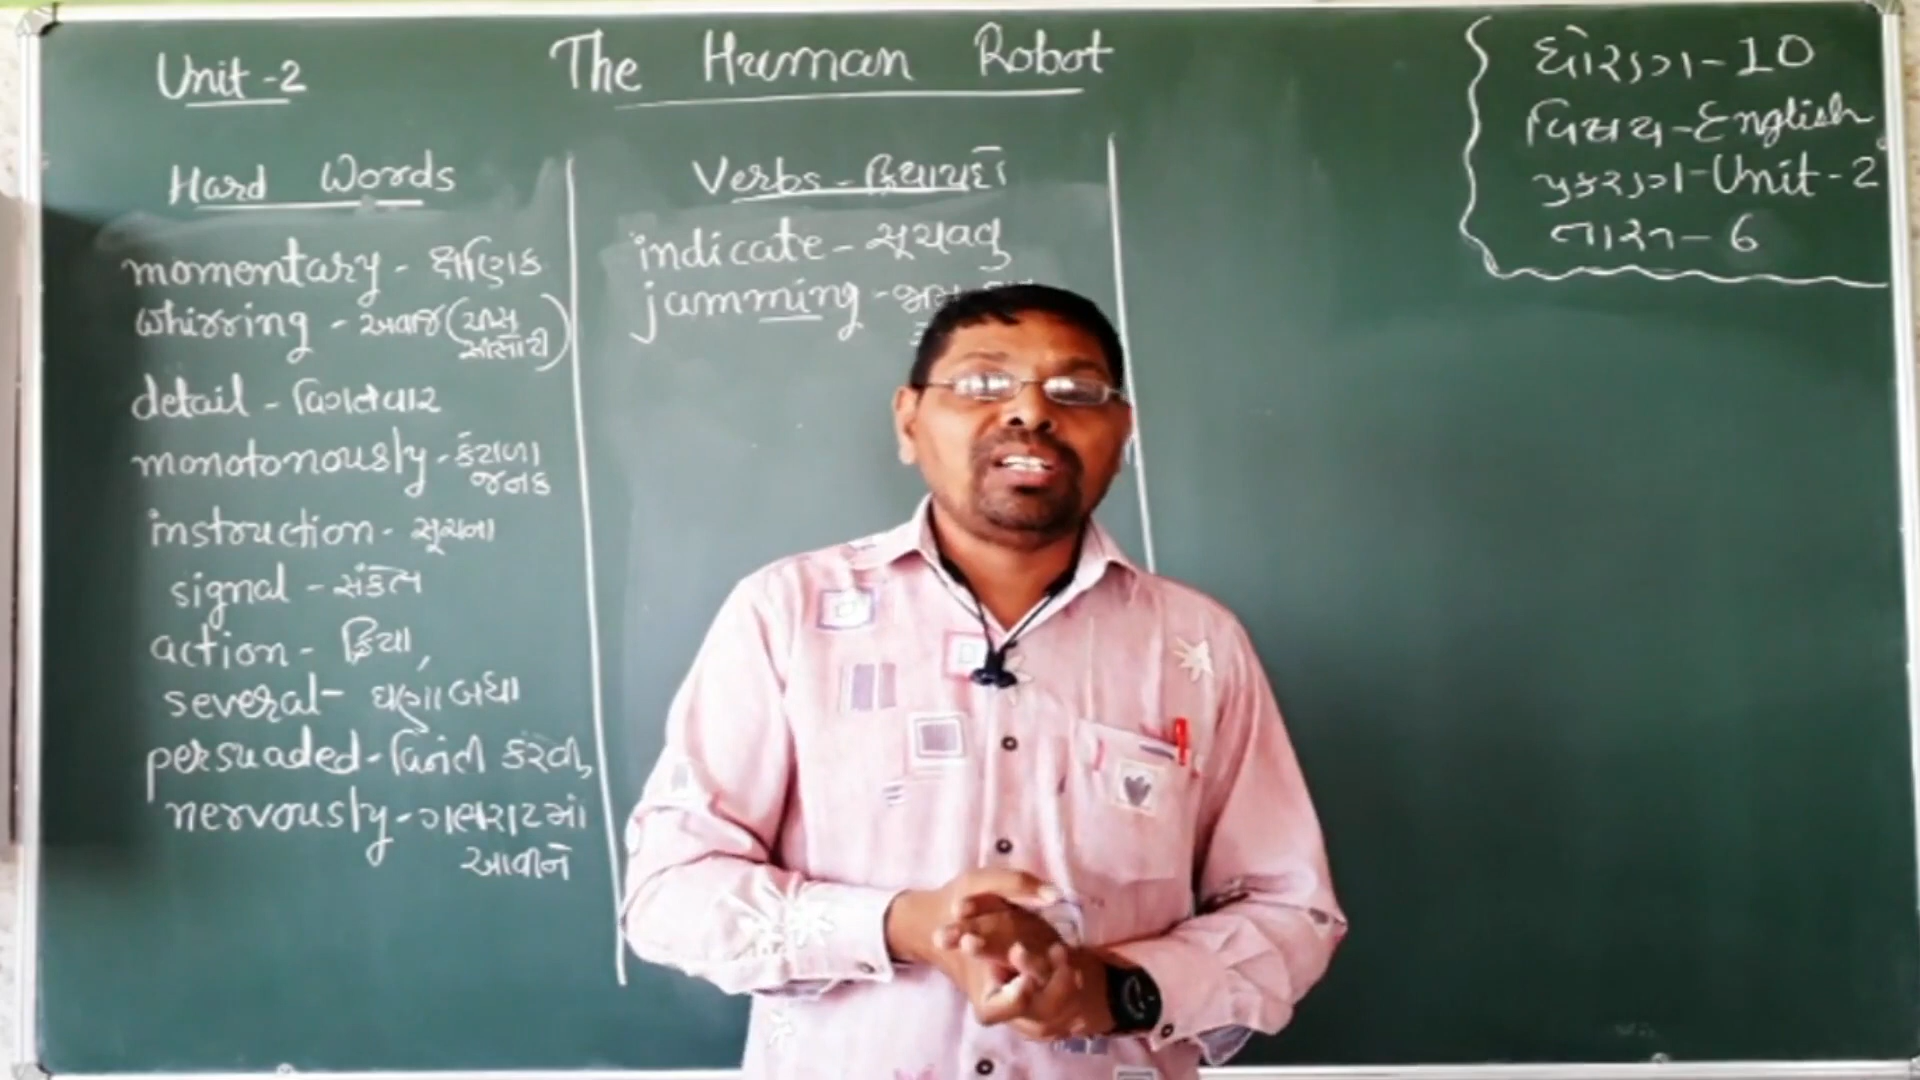 Unit-2
The Human Robot
ધોરણ-10
વિષય-English
પ્રકરણ-Unit-2
તાસ-6
Hard Words
momentary - ક્ષણિક
whirring - અવાજ (ચાલુ
detail - વિગતવાર
monotonously - કંટાળા
જનક
instruction - સૂચના
signal - સંકેત
action - ક્રિયા,
several - ઘણા બધા
persuaded - વિનંતી કરવી,
nervously - ગભરાટમાં
આવીને
Verbs - ક્રિયાપદો
indicate - સૂચવવું
jamming -